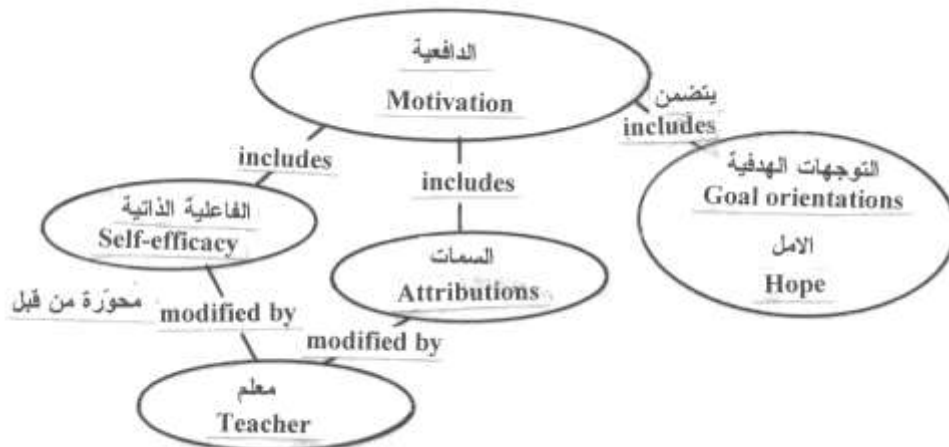 الدافعية
Motivation
يتضمن
includes
includes
includes
التوجهات الهدفية
Goal orientations
الامل
Hope
الفاعلية الذاتية
Self-efficacy
السمات
Attributions
محوّرة من قبل
modified by
modified by
معلم
Teacher